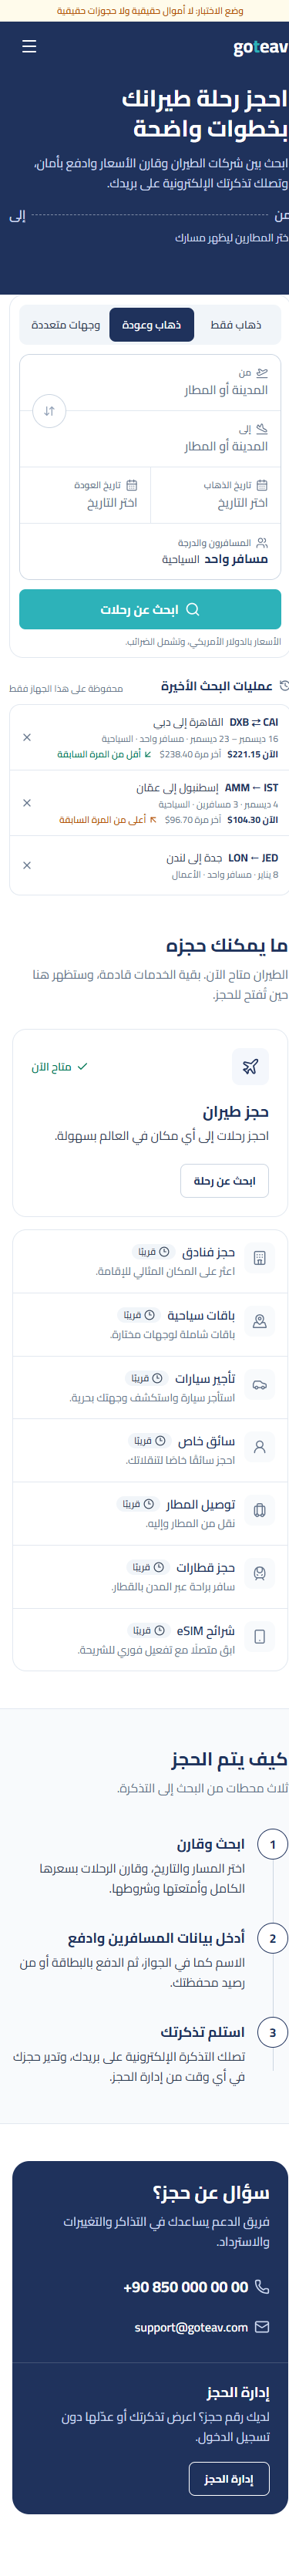 وضع الاختبار: لا أموال حقيقية ولا حجوزات حقيقية
goteav
احجز رحلة طيرانك
بخطوات واضحة
ابحث بين شركات الطيران وقارن الأسعار وادفع بأمان،
وتصلك تذكرتك الإلكترونية على بريدك.
من
إلى
ختر المطارين ليظهر مسارك
ذهاب فقط
ذهاب وعودة
وجهات متعددة
من
المدينة أو المطار
إلى
المدينة أو المطار
تاريخ الذهاب
اختر التاريخ
تاريخ العودة
اختر التاريخ
المسافرون والدرجة
مسافر واحد السياحية
ابحث عن رحلات
الأسعار بالدولار الأمريكي، وتشمل الضرائب.
عمليات البحث الأخيرة
محفوظة على هذا الجهاز فقط
DXB ⇄ CAI القاهرة إلى دبي
16 ديسمبر – 23 ديسمبر · مسافر واحد · السياحية
الآن $221.15 آخر مرة $238.40 ↙ أقل من المرة السابقة
AMM ← IST إسطنبول إلى عمّان
4 ديسمبر · 3 مسافرين · السياحية
الآن $104.30 آخر مرة $96.70 ↖ أعلى من المرة السابقة
LON ← JED جدة إلى لندن
8 يناير · مسافر واحد · الأعمال
ما يمكنك حجزه
الطيران متاح الآن. بقية الخدمات قادمة، وستظهر هنا
حين تُفتح للحجز.
متاح الآن
حجز طيران
احجز رحلات إلى أي مكان في العالم بسهولة.
ابحث عن رحلة
حجز فنادق قريبًا
اعثر على المكان المثالي للإقامة.
باقات سياحية قريبًا
باقات شاملة لوجهات مختارة.
تأجير سيارات قريبًا
استأجر سيارة واستكشف وجهتك بحرية.
سائق خاص قريبًا
احجز سائقًا خاصًا لتنقلاتك.
توصيل المطار قريبًا
نقل من المطار وإليه.
حجز قطارات قريبًا
سافر براحة عبر المدن بالقطار.
شرائح eSIM قريبًا
ابقَ متصلًا مع تفعيل فوري للشريحة.
كيف يتم الحجز
ثلاث محطات من البحث إلى التذكرة.
1
ابحث وقارن
اختر المسار والتاريخ، وقارن الرحلات بسعرها
الكامل وأمتعتها وشروطها.
2
أدخل بيانات المسافرين وادفع
الاسم كما في الجواز، ثم الدفع بالبطاقة أو من
رصيد محفظتك.
3
استلم تذكرتك
تصلك التذكرة الإلكترونية على بريدك، وتدير حجزك
في أي وقت من إدارة الحجز.
سؤال عن حجز؟
فريق الدعم يساعدك في التذاكر والتغييرات
والاسترداد.
+90 850 000 00 00
support@goteav.com
إدارة الحجز
لديك رقم حجز؟ اعرض تذكرتك أو عدّلها دون
تسجيل الدخول.
إدارة الحجز